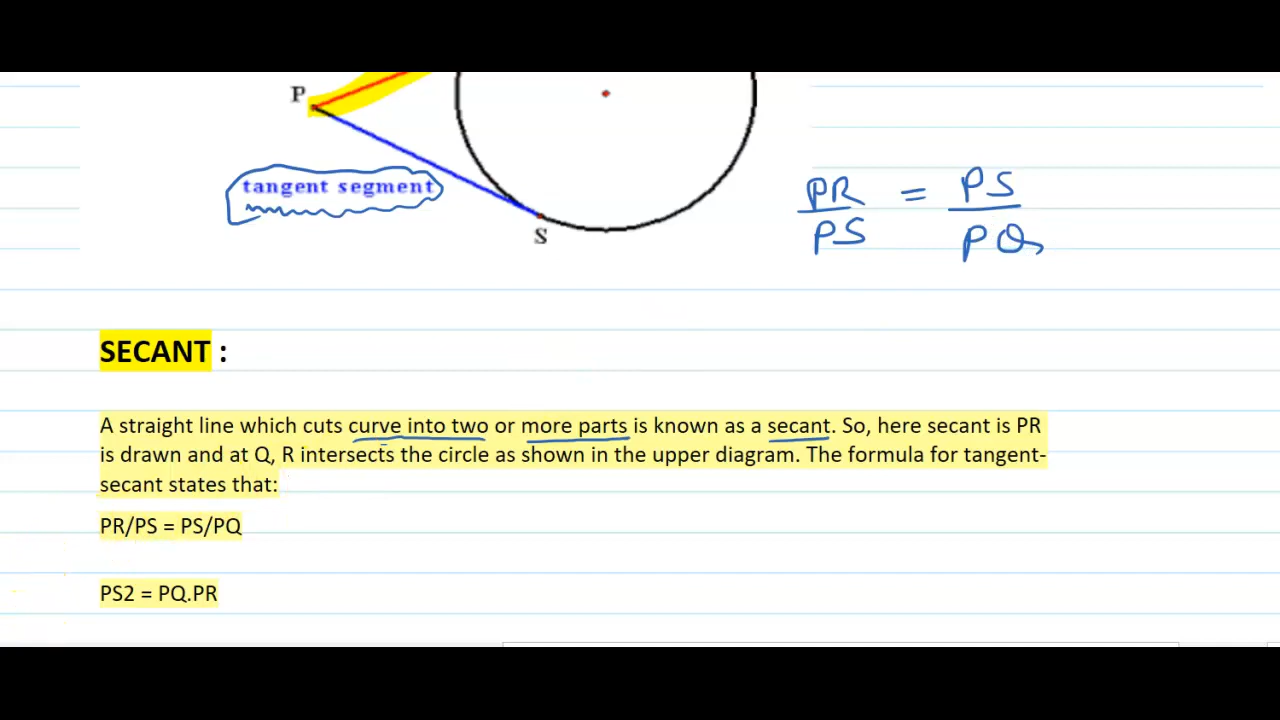 P
tangent segment
S
PR = PS
PS PQ
SECANT :
A straight line which cuts curve into two or more parts is known as a secant. So, here secant is PR
is drawn and at Q, R intersects the circle as shown in the upper diagram. The formula for tangent-
secant states that:
PR/PS = PS/PQ
PS2 = PQ.PR